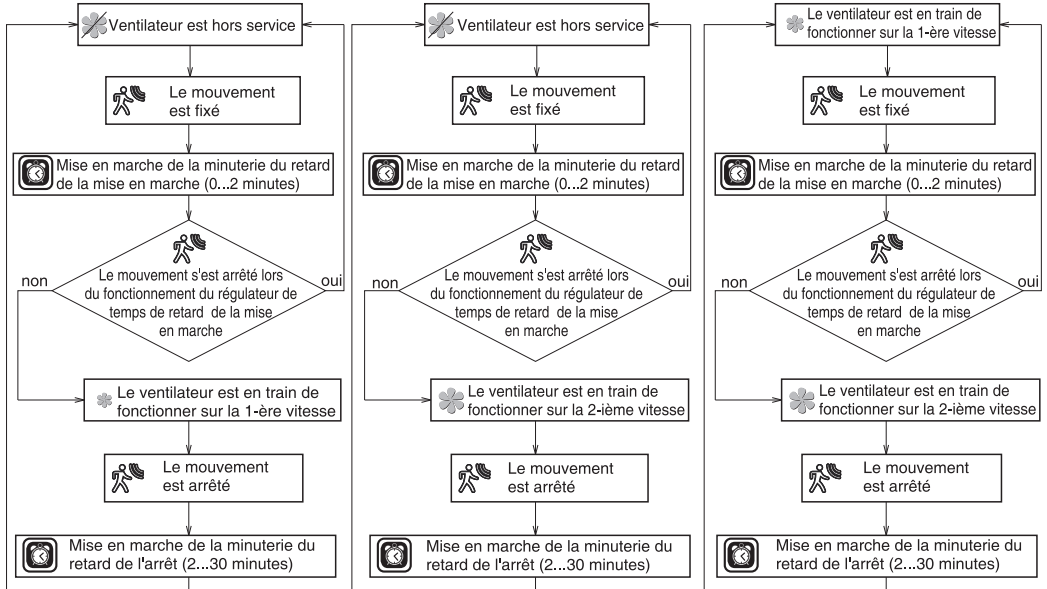 Ventilateur est hors service
Le mouvement
est fixé
Mise en marche de la minuterie du retard
de la mise en marche (0...2 minutes)
non
oui
Le mouvement s'est arrêté lors
du fonctionnement du régulateur de
temps de retard de la mise
en marche
Le ventilateur est en train de
fonctionner sur la 1-ère vitesse
Le mouvement
est arrêté
Mise en marche de la minuterie du
retard de l'arrêt (2...30 minutes)
Ventilateur est hors service
Le mouvement
est fixé
Mise en marche de la minuterie du retard
de la mise en marche (0...2 minutes)
non
oui
Le mouvement s'est arrêté lors
du fonctionnement du régulateur de
temps de retard de la mise
en marche
Le ventilateur est en train de
fonctionner sur la 2-ième vitesse
Le mouvement
est arrêté
Mise en marche de la minuterie du
retard de l'arrêt (2...30 minutes)
Le ventilateur est en train de
fonctionner sur la 1-ère vitesse
Le mouvement
est fixé
Mise en marche de la minuterie du retard
de la mise en marche (0...2 minutes)
non
oui
Le mouvement s'est arrêté lors
du fonctionnement du régulateur de
temps de retard de la mise
en marche
Le ventilateur est en train de
fonctionner sur la 2-ième vitesse
Le mouvement
est arrêté
Mise en marche de la minuterie du
retard de l'arrêt (2...30 minutes)